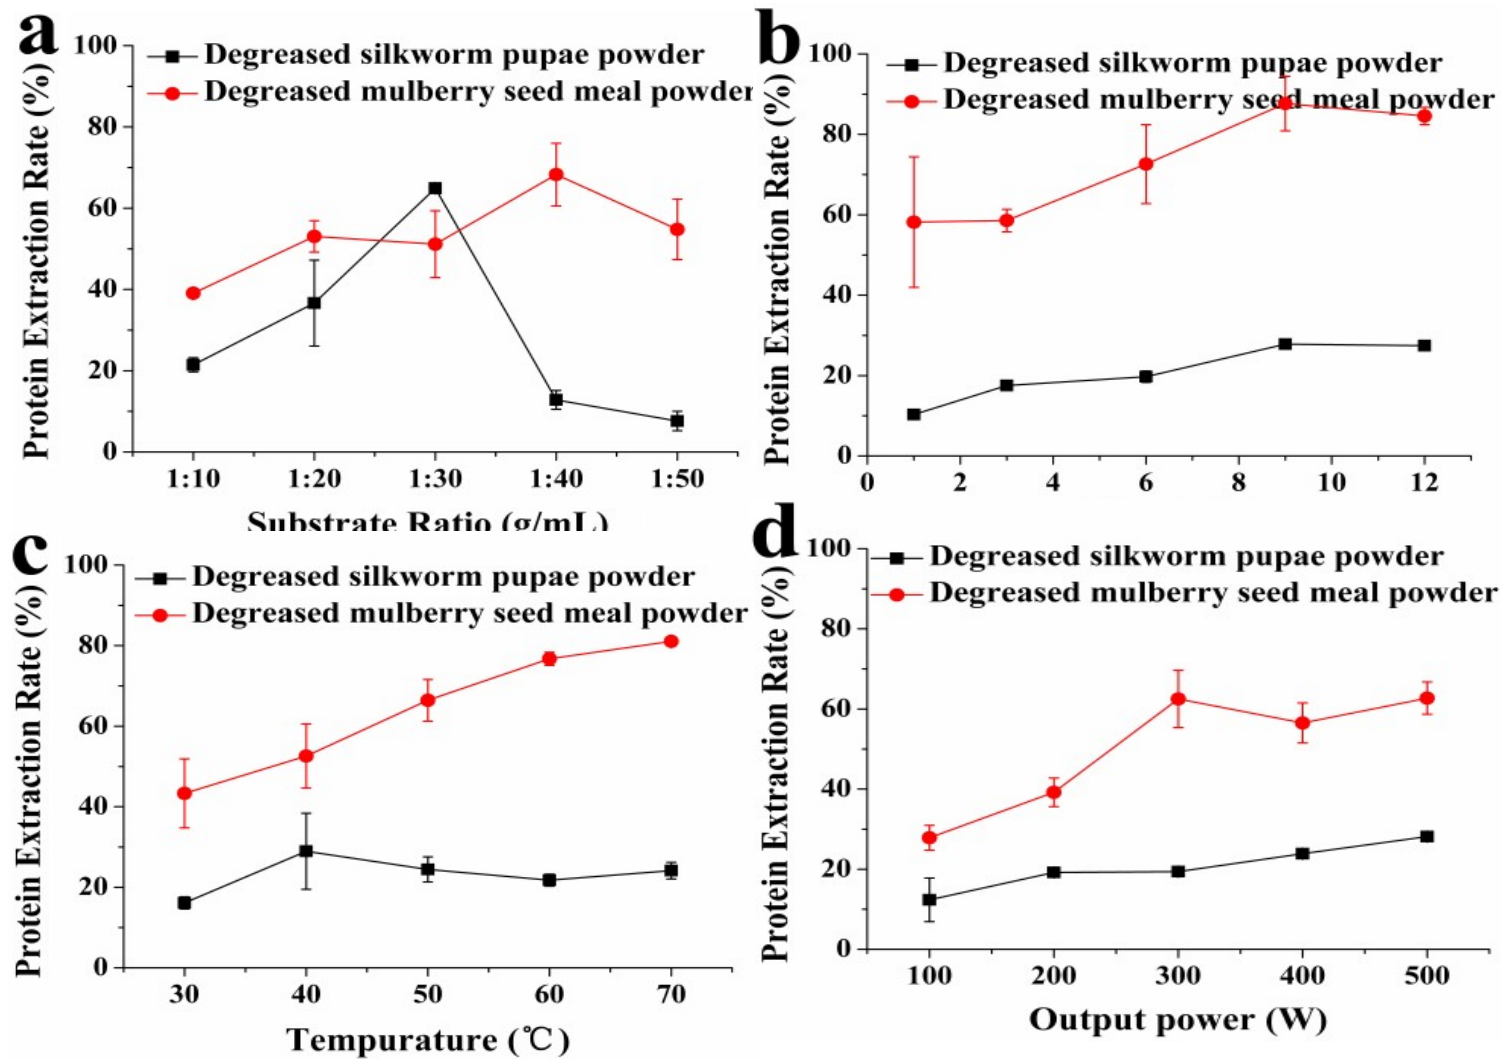 a
Protein Extraction Rate (%)
100
80
60
40
20
0
Degreased silkworm pupae powder
Degreased mulberry seed meal powder
1:10 1:20 1:30 1:40 1:50
Substrate Ratio (g/mL)
b
Protein Extraction Rate (%)
100
80
60
40
20
0
Degreased silkworm pupae powder
Degreased mulberry seed meal powder
0 2 4 6 8 10 12
c
Protein Extraction Rate (%)
100
80
60
40
20
0
Degreased silkworm pupae powder
Degreased mulberry seed meal powder
30 40 50 60 70
Tempurature (℃)
d
Protein Extraction Rate (%)
100
80
60
40
20
0
Degreased silkworm pupae powder
Degreased mulberry seed meal powder
100 200 300 400 500
Output power (W)